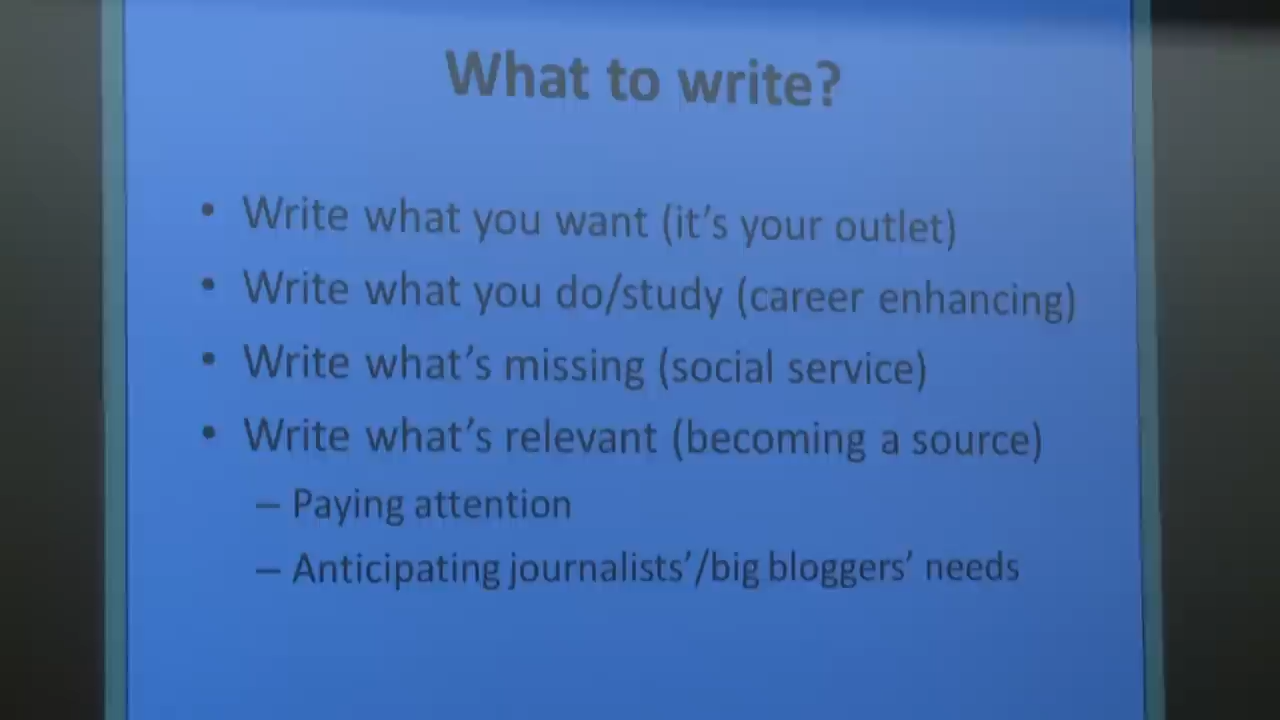 What to write?
• Write what you want (it's your outlet)
• Write what you do/study (career enhancing)
• Write what's missing (social service)
• Write what's relevant (becoming a source)
– Paying attention
– Anticipating journalists'/big bloggers' needs